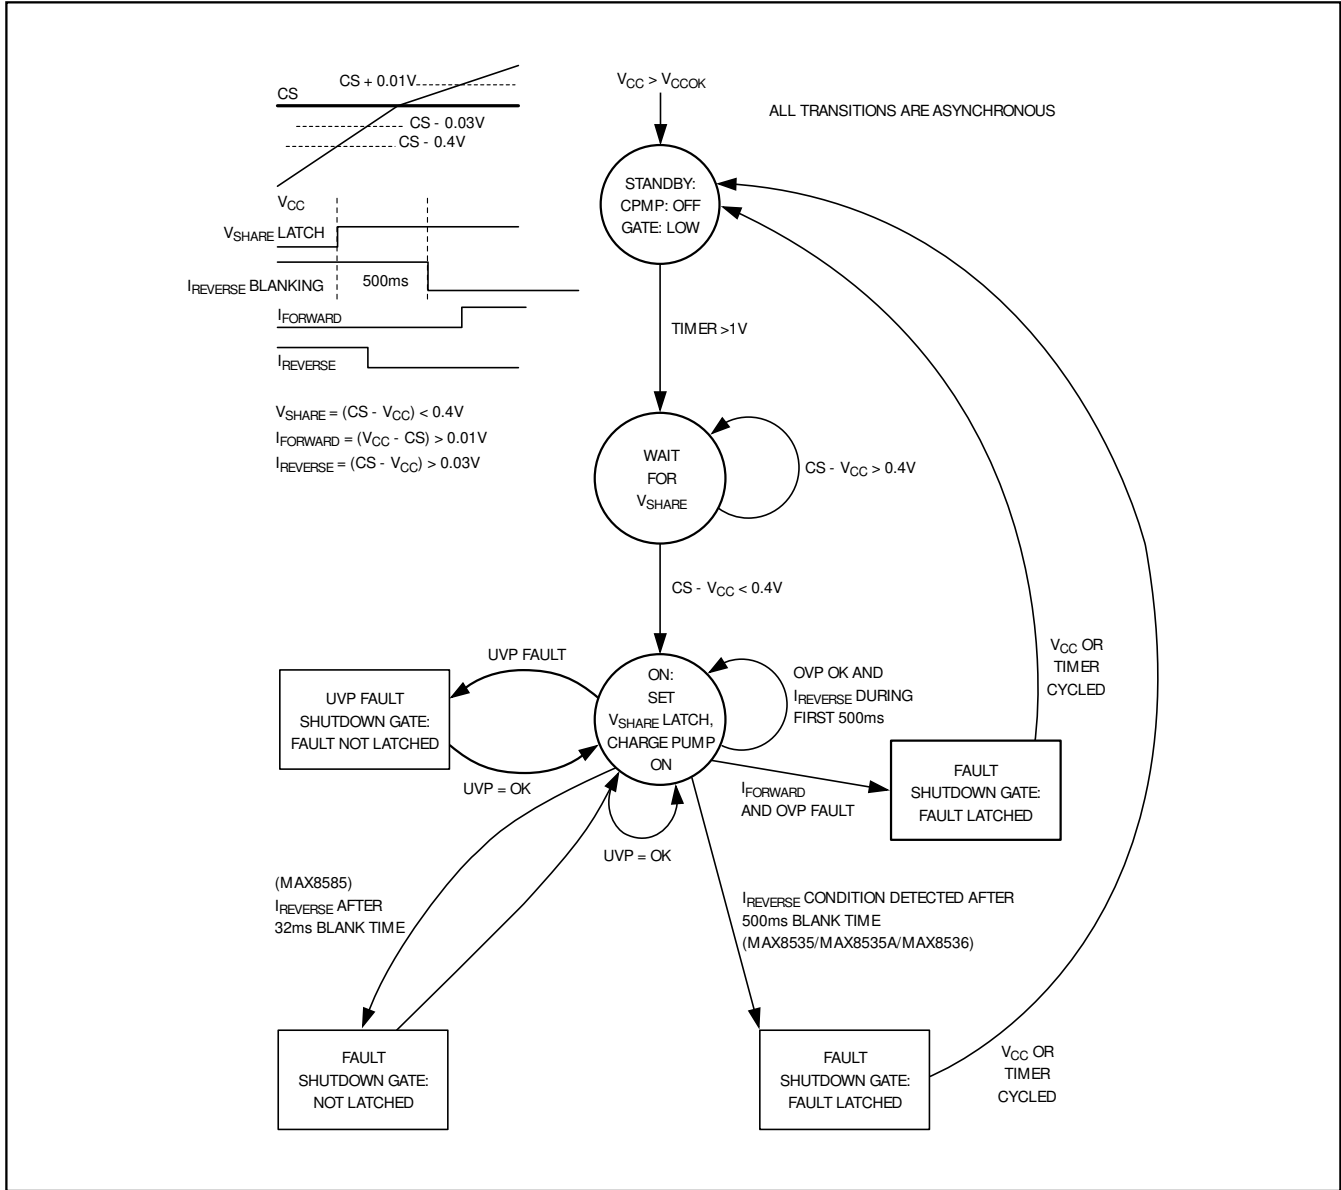 CS + 0.01V
CS
CS - 0.03V
CS - 0.4V
VCC
VSHARE LATCH
IREVERSE BLANKING
500ms
IFORWARD
IREVERSE
VSHARE = (CS - VCC) < 0.4V
IFORWARD = (VCC - CS) > 0.01V
IREVERSE = (CS - VCC) > 0.03V
VCC > VCCOK
ALL TRANSITIONS ARE ASYNCHRONOUS
STANDBY:
CPMP: OFF
GATE: LOW
TIMER >1V
WAIT
FOR
VSHARE
CS - VCC > 0.4V
CS - VCC < 0.4V
UVP FAULT
UVP FAULT
SHUTDOWN GATE:
FAULT NOT LATCHED
UVP = OK
ON:
SET
VSHARE LATCH,
CHARGE PUMP
ON
OVP OK AND
IREVERSE DURING
FIRST 500ms
VCC OR
TIMER
CYCLED
IFORWARD
AND OVP FAULT
FAULT
SHUTDOWN GATE:
FAULT LATCHED
UVP = OK
(MAX8585)
IREVERSE AFTER
32ms BLANK TIME
IREVERSE CONDITION DETECTED AFTER
500ms BLANK TIME
(MAX8535/MAX8535A/MAX8536)
FAULT
SHUTDOWN GATE:
NOT LATCHED
FAULT
SHUTDOWN GATE:
FAULT LATCHED
VCC OR
TIMER
CYCLED